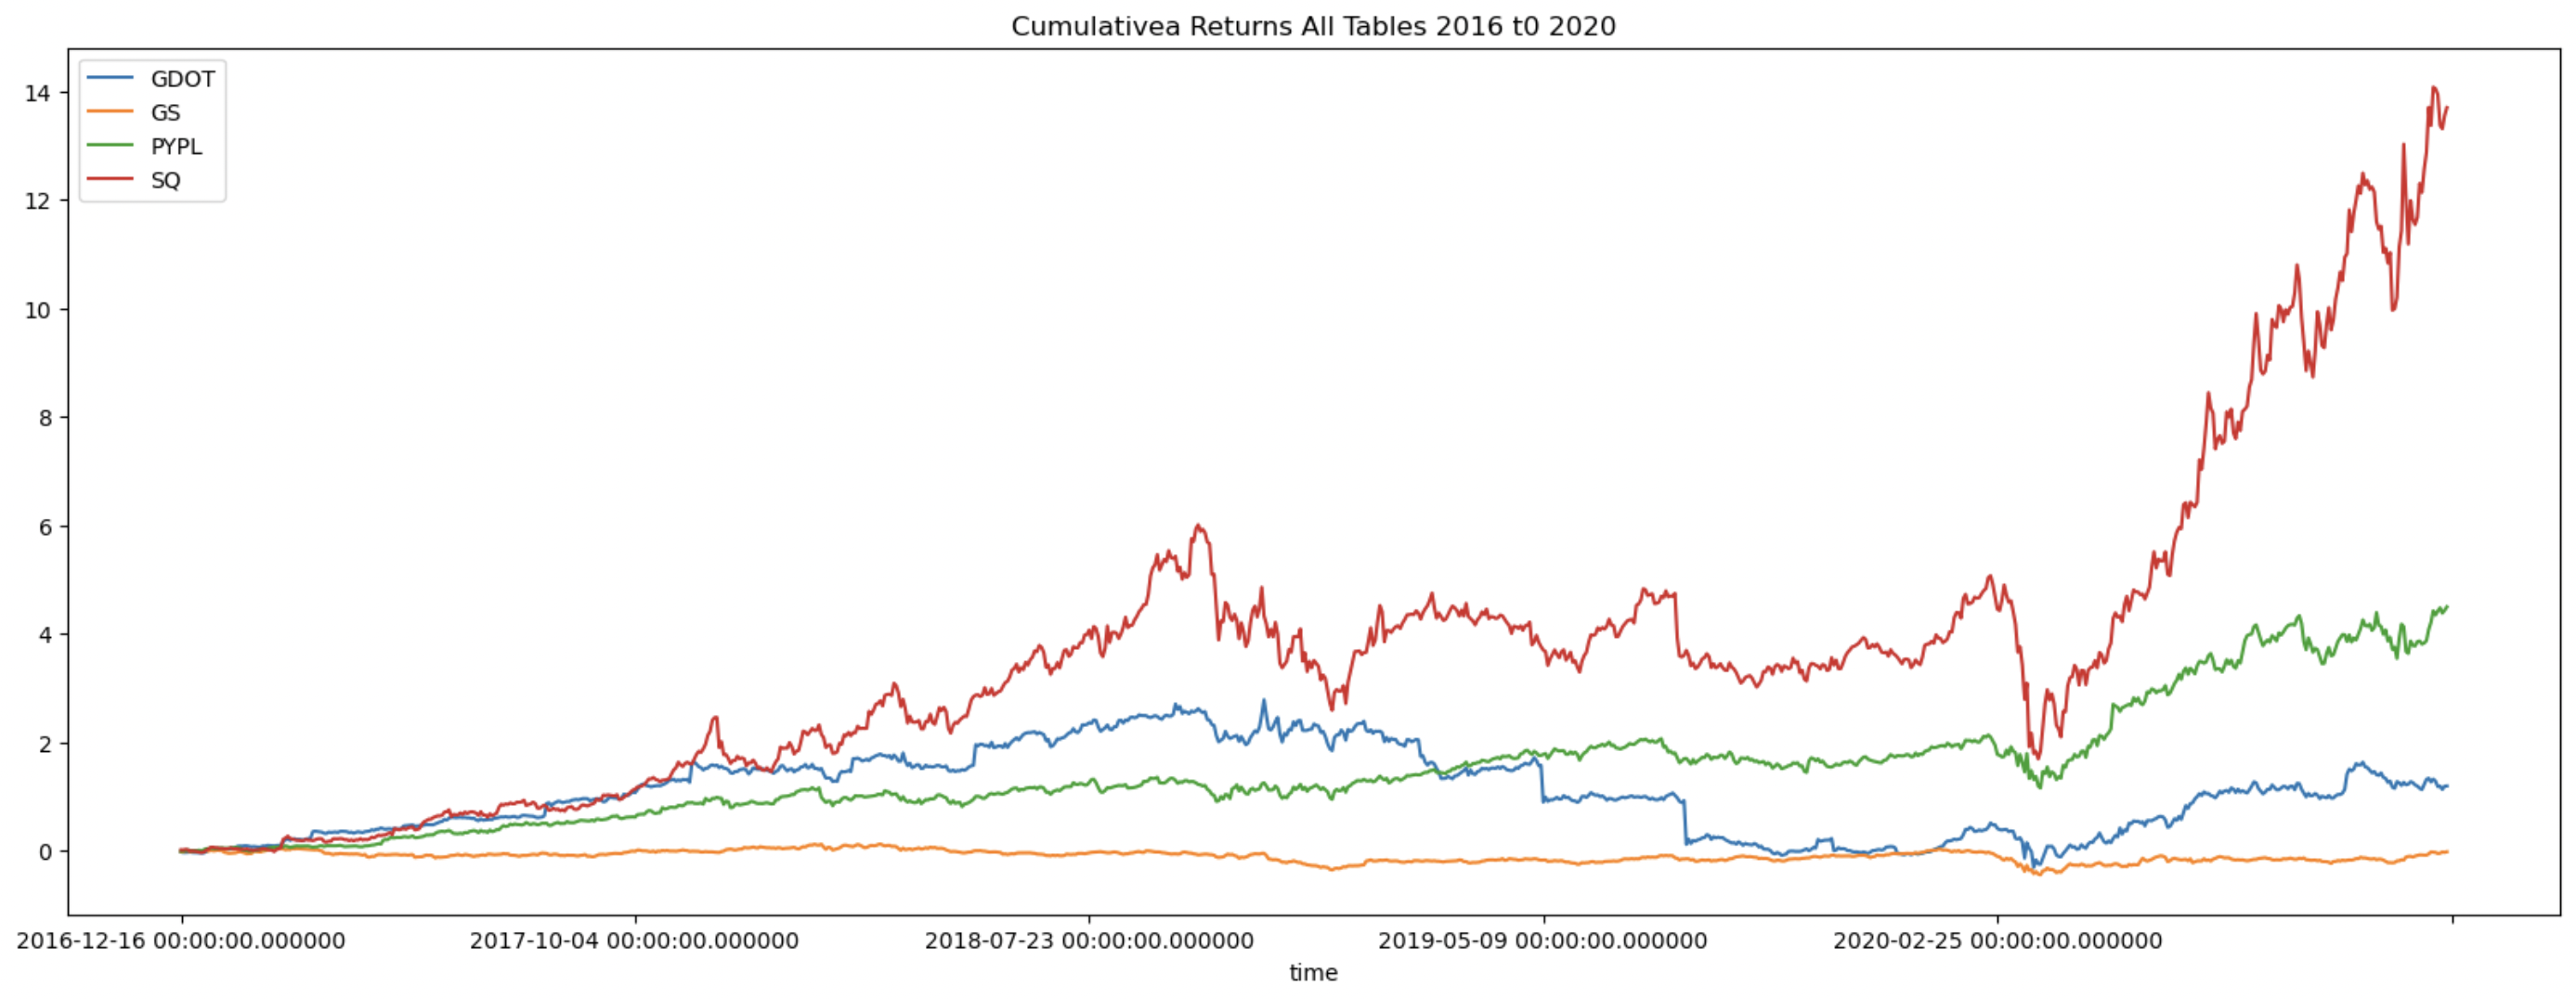 Cumulativea Returns All Tables 2016 t0 2020
GDOT
GS
PYPL
SQ
14
12
10
8
6
4
2
0
2016-12-16 00:00:00.000000 2017-10-04 00:00:00.000000 2018-07-23 00:00:00.000000 2019-05-09 00:00:00.000000 2020-02-25 00:00:00.000000
time